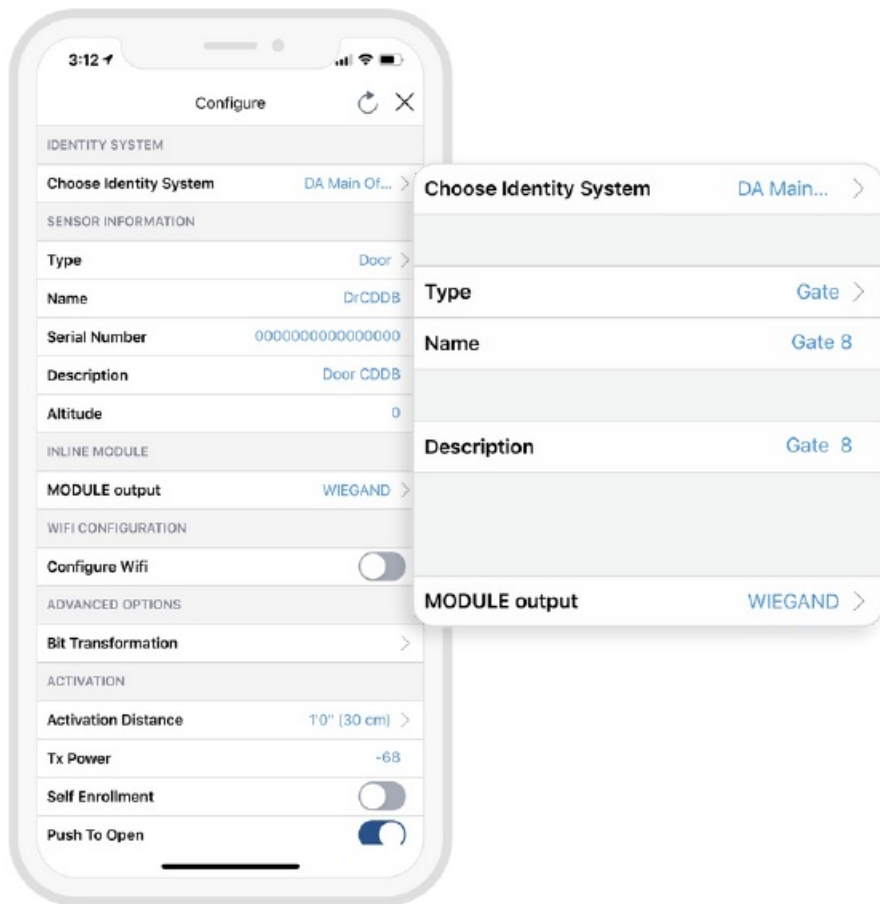 3:12
Configure
IDENTITY SYSTEM
Choose Identity System DA Main Of...
SENSOR INFORMATION
Type Door
Name DrCDDB
Serial Number 0000000000000000
Description Door CDDB
Altitude 0
INLINE MODULE
MODULE output WIEGAND
WIFI CONFIGURATION
Configure Wifi
ADVANCED OPTIONS
Bit Transformation
ACTIVATION
Activation Distance 1'0" (30 cm)
Tx Power -68
Self Enrollment
Push To Open
Choose Identity System DA Main...
Type Gate
Name Gate 8
Description Gate 8
MODULE output WIEGAND